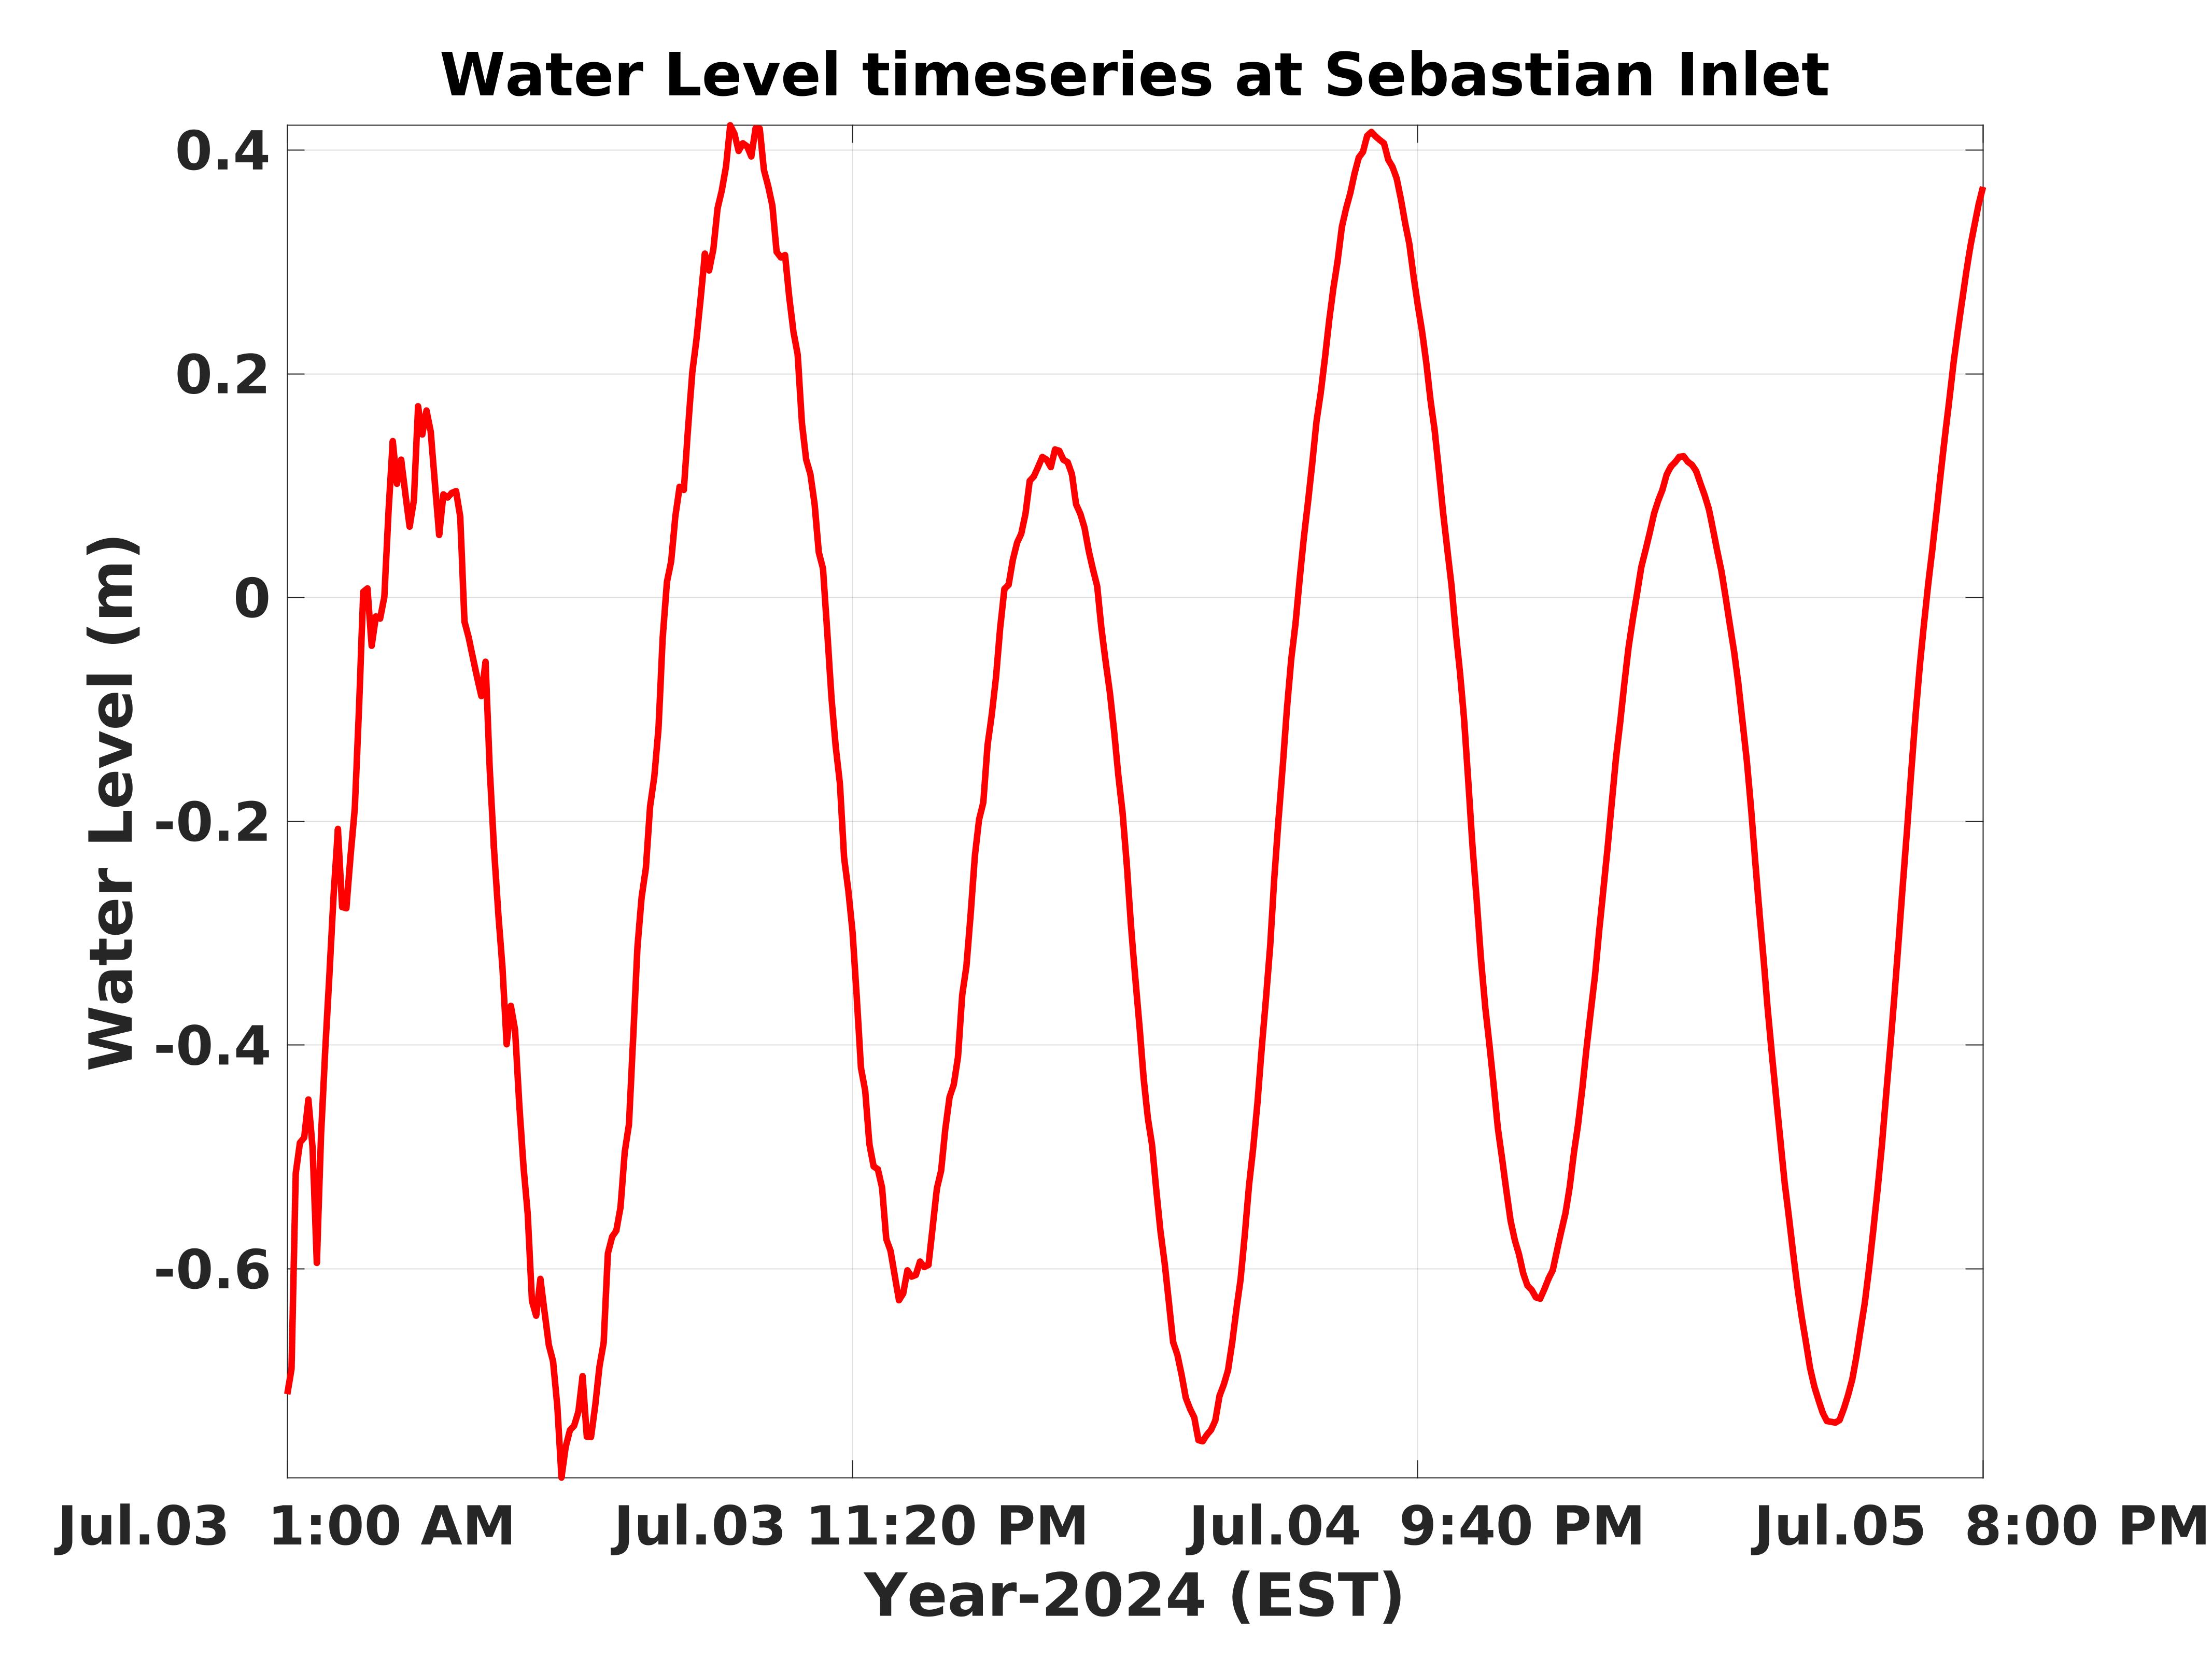 Water Level timeseries at Sebastian Inlet
0.4
0.2
0
-0.2
-0.4
-0.6
Water Level (m)
Jul.03 1:00 AM Jul.03 11:20 PM Jul.04 9:40 PM Jul.05 8:00 PM
Year-2024 (EST)